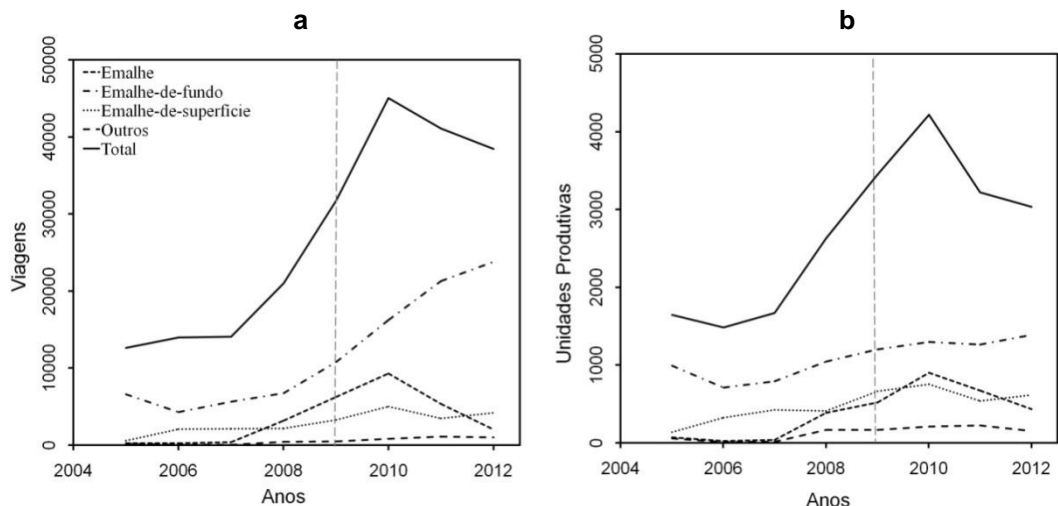 a
b
50000
40000
30000
20000
10000
0
Viagens
Emalhe
Emalhe-de-fundo
Emalhe-de-superficie
Outros
Total
2004 2006 2008 2010 2012
Anos
5000
4000
3000
2000
1000
0
Unidades Produtivas
2004 2006 2008 2010 2012
Anos